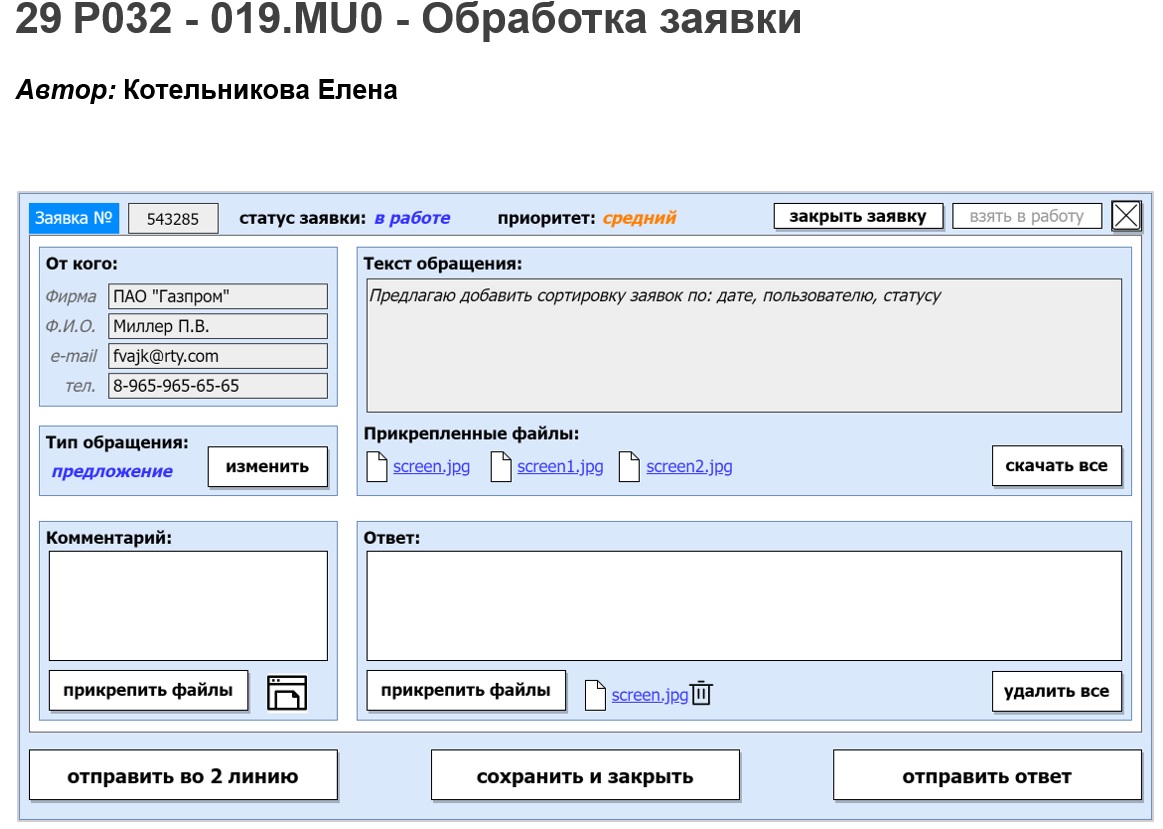 29 P032 - 019.MU0 - Обработка заявки
Автор: Котельникова Елена
Заявка № 543285 статус заявки: в работе приоритет: средний закрыть заявку взять в работу
От кого:
Фирма ПАО "Газпром"
Ф.И.О. Миллер П.В.
e-mail fvajk@rty.com
тел. 8-965-965-65-65
Текст обращения:
Предлагаю добавить сортировку заявок по: дате, пользователю, статусу
Тип обращения:
предложение изменить
Прикрепленные файлы:
screen.jpg screen1.jpg screen2.jpg скачать все
Комментарий:
прикрепить файлы
Ответ:
прикрепить файлы screen.jpg удалить все
отправить во 2 линию сохранить и закрыть отправить ответ